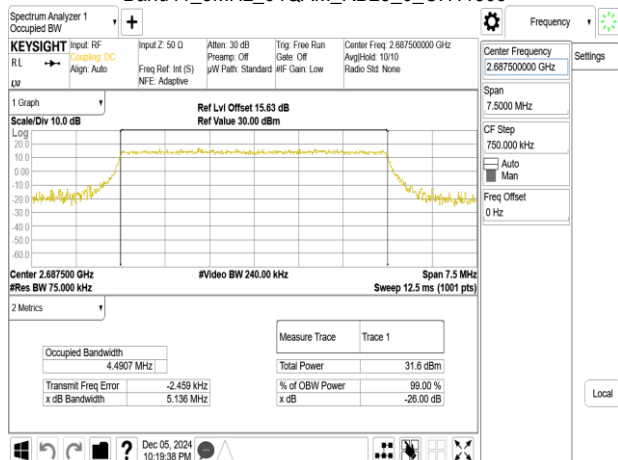 Spectrum Analyzer 1
Occupied BW
Frequency
KEYSIGHT
RL
LXI
Input: RF
Coupling: DC
Align: Auto
Input Z: 50 Ω
Freq Ref: Int (S)
NFE: Adaptive
Atten: 30 dB
Preamp: Off
µW Path: Standard
Trig: Free Run
Gate: Off
#IF Gain: Low
Center Freq: 2.687500000 GHz
Avg|Hold: 10/10
Radio Std: None
Center Frequency
2.687500000 GHz
Settings
Span
7.5000 MHz
CF Step
750.000 kHz
Auto
Man
Freq Offset
0 Hz
Local
1 Graph
Scale/Div 10.0 dB
Ref Lvl Offset 15.63 dB
Ref Value 30.00 dBm
Log
20.0
10.0
0.00
-10.0
-20.0
-30.0
-40.0
-50.0
-60.0
Center 2.687500 GHz
#Res BW 75.000 kHz
#Video BW 240.00 kHz
Span 7.5 MHz
Sweep 12.5 ms (1001 pts)
2 Metrics
Measure Trace Trace 1
Occupied Bandwidth
4.4907 MHz
Total Power 31.6 dBm
Transmit Freq Error -2.459 kHz
% of OBW Power 99.00 %
x dB Bandwidth 5.136 MHz
x dB -26.00 dB
Dec 05, 2024
10:19:38 PM